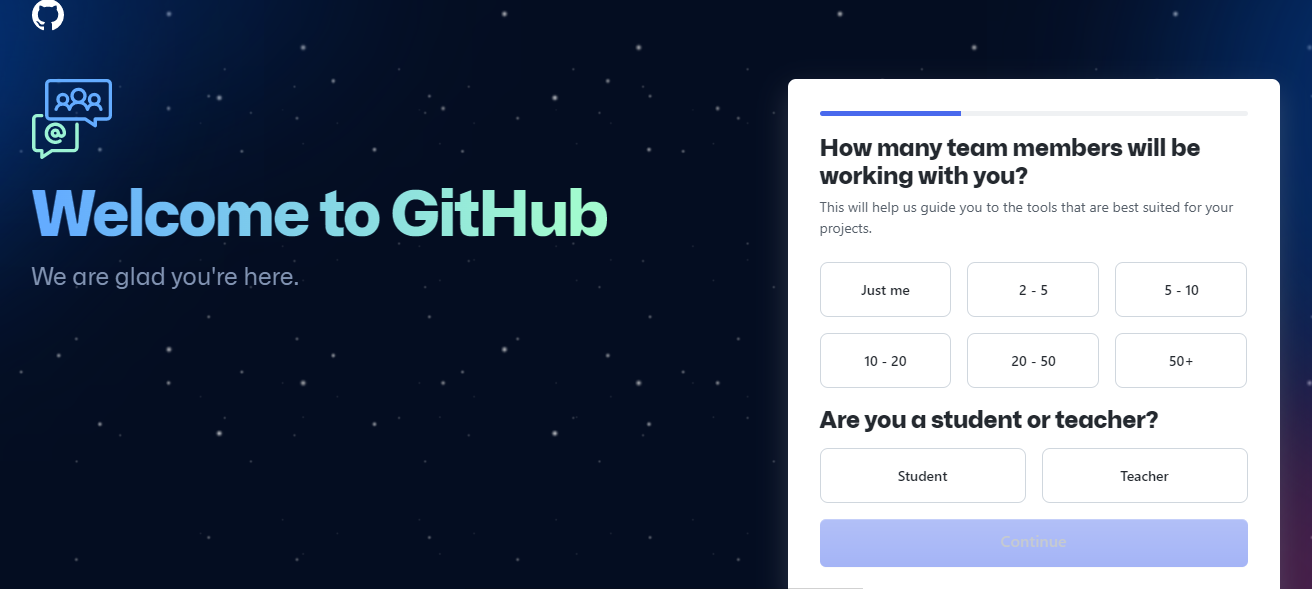 @
Welcome to GitHub
We are glad you're here.
How many team members will be
working with you?
This will help us guide you to the tools that are best suited for your
projects.
Just me
2 - 5
5 - 10
10 - 20
20 - 50
50+
Are you a student or teacher?
Student
Teacher
Continue